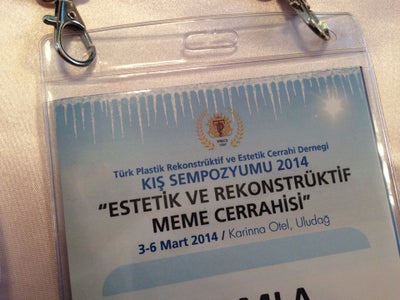 Türk Plastik Rekonstrüktif ve Estetik Cerrahi Dernegi
KIŞ SEMPOZYUMU 2014
"ESTETİK VE REKONSTRÜKTİF
MEME CERRAHİSİ"
3-6 Mart 2014 / Karinna Otel, Uludağ